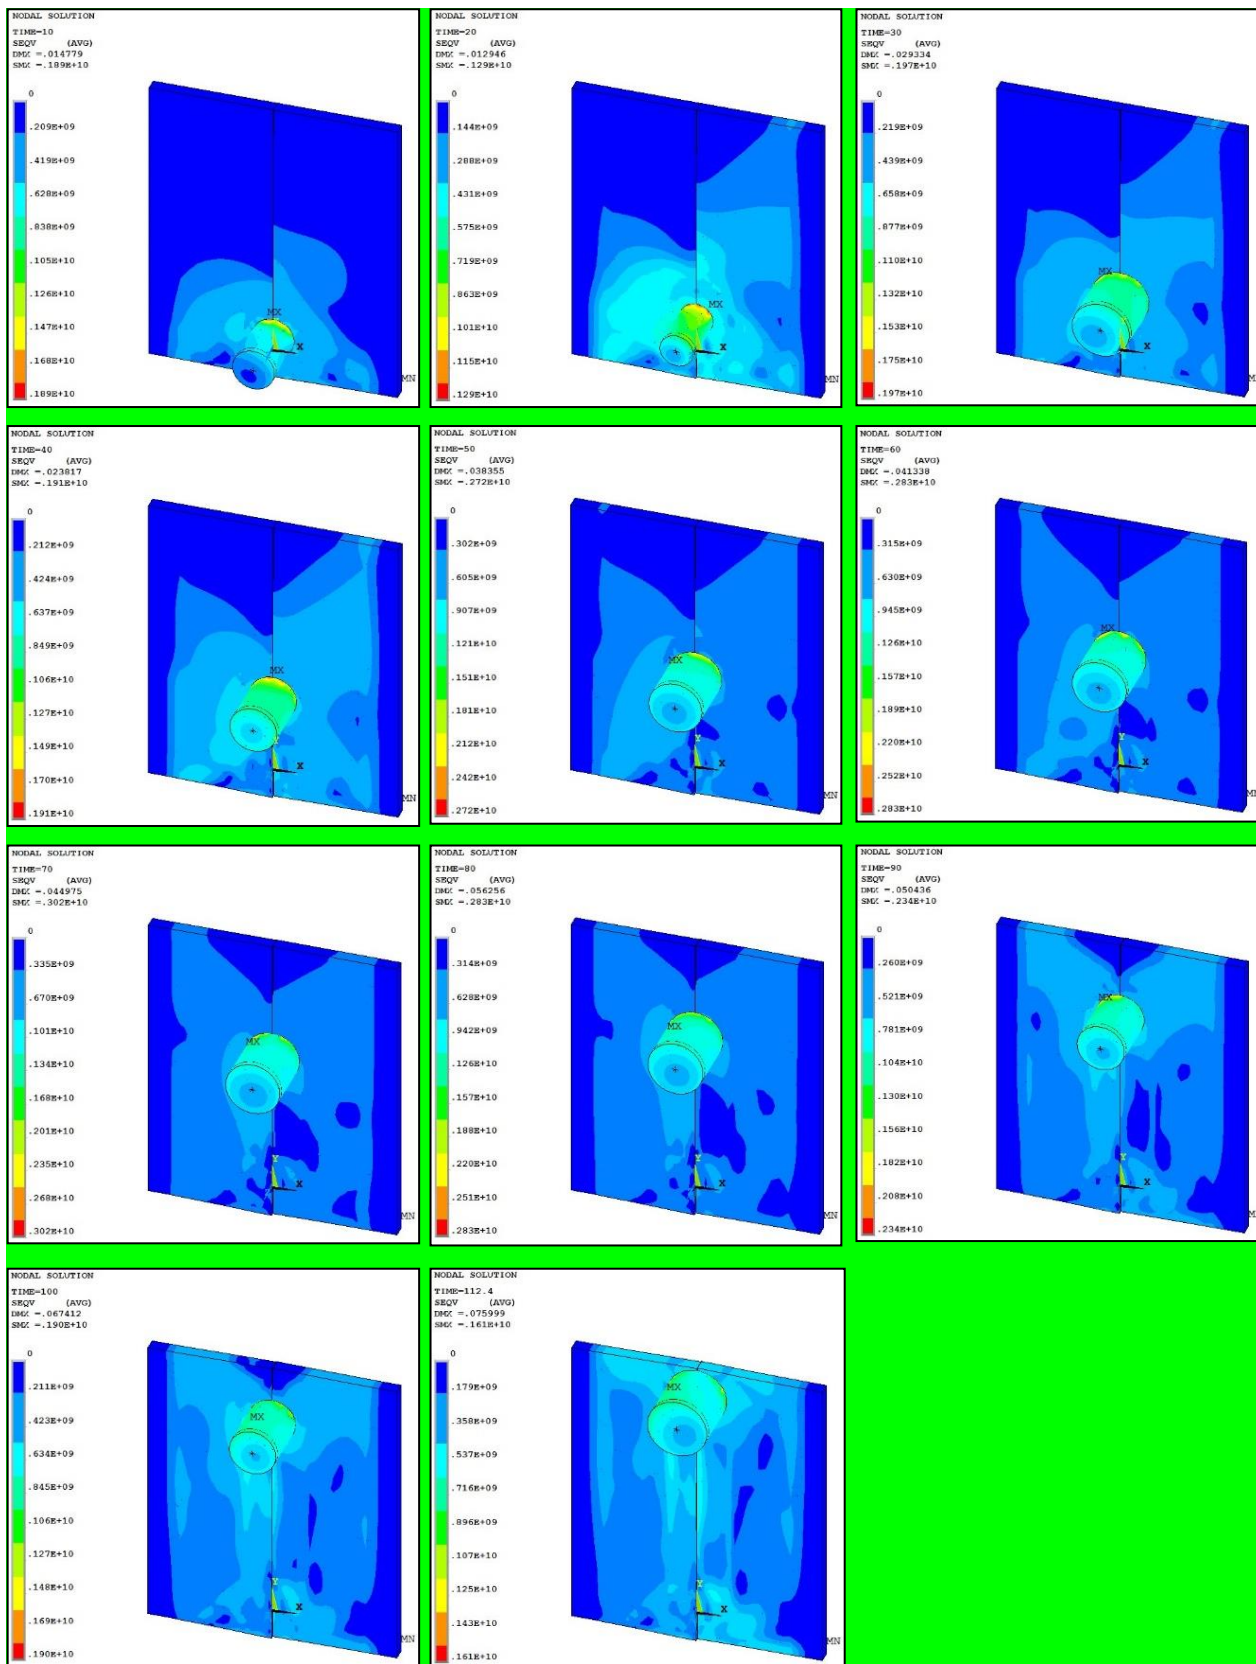 NODAL SOLUTION
TIME=10
SEQV (AVG)
DMX =.014779
SMX =.189E+10
0
.209E+09
.419E+09
.628E+09
.838E+09
.105E+10
.126E+10
.147E+10
.168E+10
.189E+10
MX
X
MN
NODAL SOLUTION
TIME=20
SEQV (AVG)
DMX =.012946
SMX =.129E+10
0
.144E+09
.288E+09
.431E+09
.575E+09
.719E+09
.863E+09
.101E+10
.115E+10
.129E+10
MX
X
MN
NODAL SOLUTION
TIME=30
SEQV (AVG)
DMX =.029334
SMX =.197E+10
0
.219E+09
.439E+09
.658E+09
.877E+09
.110E+10
.132E+10
.153E+10
.175E+10
.197E+10
MX
X
NODAL SOLUTION
TIME=40
SEQV (AVG)
DMX =.023817
SMX =.191E+10
0
.212E+09
.424E+09
.637E+09
.849E+09
.106E+10
.127E+10
.149E+10
.170E+10
.191E+10
MX
Y
X
MN
NODAL SOLUTION
TIME=50
SEQV (AVG)
DMX =.038355
SMX =.272E+10
0
.302E+09
.605E+09
.907E+09
.121E+10
.151E+10
.181E+10
.212E+10
.242E+10
.272E+10
MX
Y
X
MN
NODAL SOLUTION
TIME=60
SEQV (AVG)
DMX =.041338
SMX =.283E+10
0
.315E+09
.630E+09
.945E+09
.126E+10
.157E+10
.189E+10
.220E+10
.252E+10
.283E+10
MX
Y
X
NODAL SOLUTION
TIME=70
SEQV (AVG)
DMX =.044975
SMX =.302E+10
0
.335E+09
.670E+09
.101E+10
.134E+10
.168E+10
.201E+10
.235E+10
.268E+10
.302E+10
MX
Y
X
MN
NODAL SOLUTION
TIME=80
SEQV (AVG)
DMX =.056256
SMX =.283E+10
0
.314E+09
.628E+09
.942E+09
.126E+10
.157E+10
.188E+10
.220E+10
.251E+10
.283E+10
MX
Y
X
MN
NODAL SOLUTION
TIME=90
SEQV (AVG)
DMX =.050436
SMX =.234E+10
0
.260E+09
.521E+09
.781E+09
.104E+10
.130E+10
.156E+10
.182E+10
.208E+10
.234E+10
MX
Y
X
NODAL SOLUTION
TIME=100
SEQV (AVG)
DMX =.067412
SMX =.190E+10
0
.211E+09
.423E+09
.634E+09
.845E+09
.106E+10
.127E+10
.148E+10
.169E+10
.190E+10
MX
Y
X
MN
NODAL SOLUTION
TIME=112.4
SEQV (AVG)
DMX =.075999
SMX =.161E+10
0
.179E+09
.358E+09
.537E+09
.716E+09
.896E+09
.107E+10
.125E+10
.143E+10
.161E+10
MX
Y
X
MN